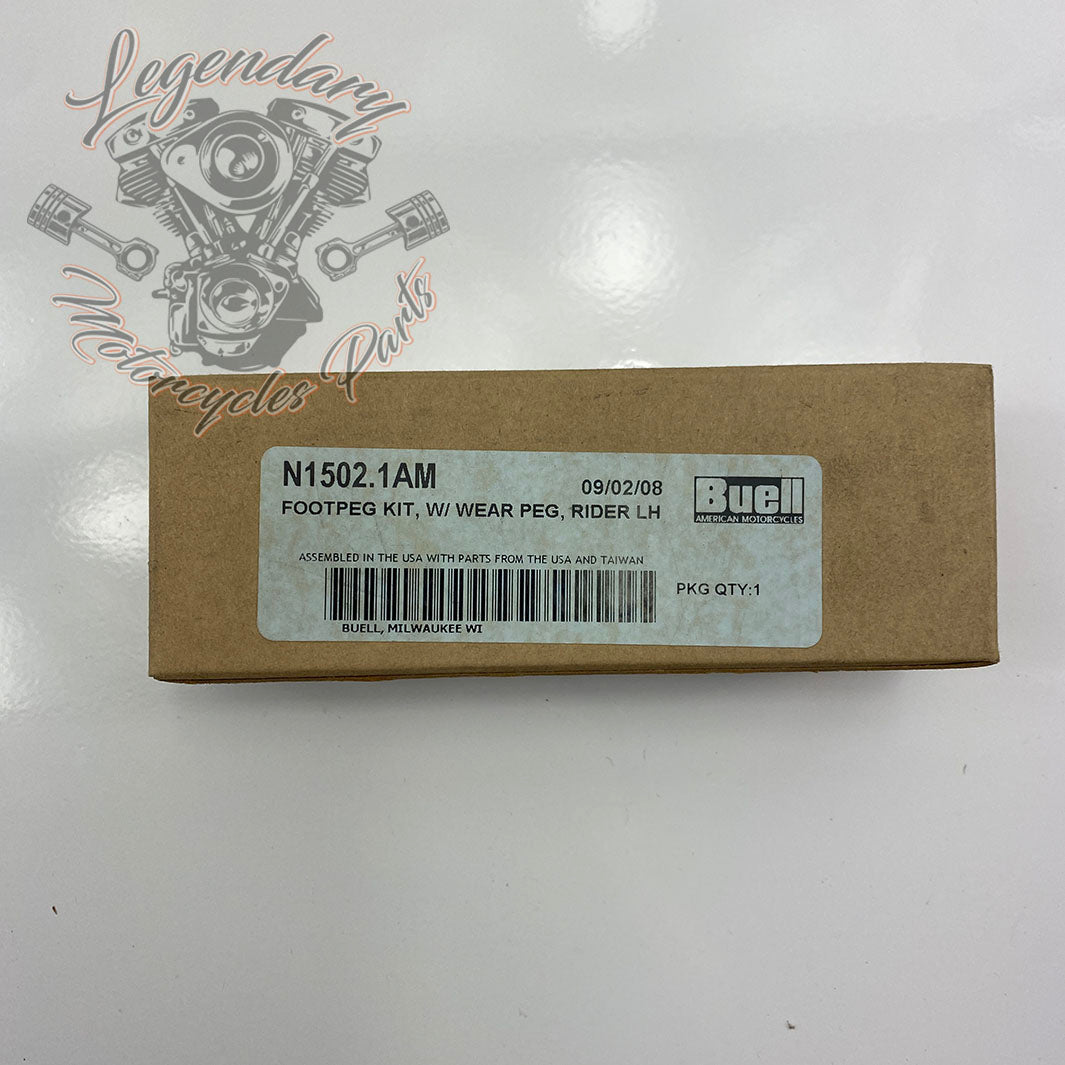 Legendary
Motorcycles Parts
N1502.1AM
09/02/08
Buell
AMERICAN MOTORCYCLES
FOOTPEG KIT, W/ WEAR PEG, RIDER LH
ASSEMBLED IN THE USA WITH PARTS FROM THE USA AND TAIWAN
PKG QTY:1
BUELL, MILWAUKEE WI